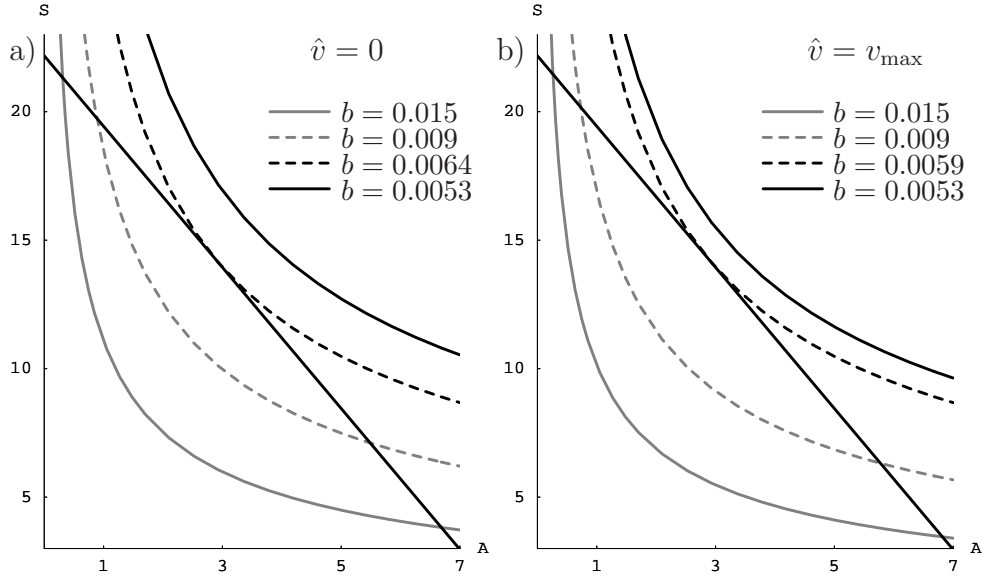 S
a)
v̂ = 0
b = 0.015
b = 0.009
b = 0.0064
b = 0.0053
20
15
10
5
1 3 5 7
A
S
b)
v̂ = vmax
b = 0.015
b = 0.009
b = 0.0059
b = 0.0053
20
15
10
5
1 3 5 7
A